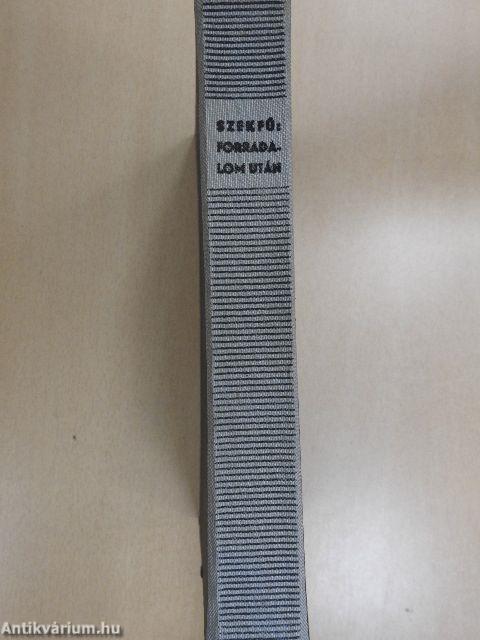 SZEKFŰ:
FORRADA-
LOM UTÁN
Antikvárium.hu